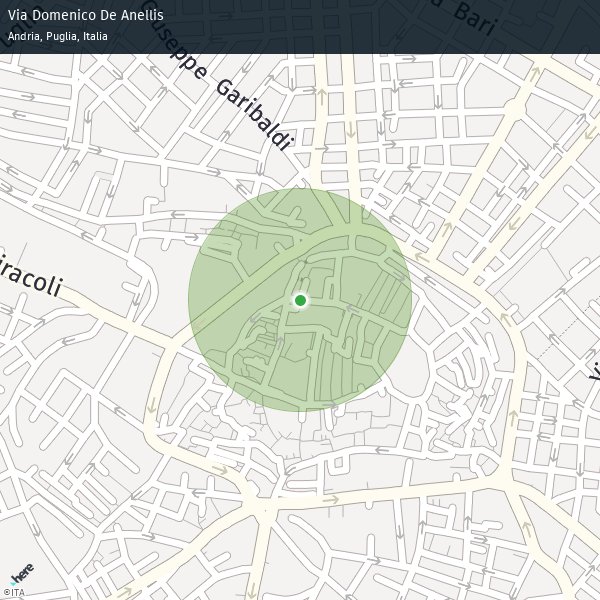 Via Domenico De Anellis
Andria, Puglia, Italia
Bari
Giuseppe Garibaldi
iracoli
here
©ITA